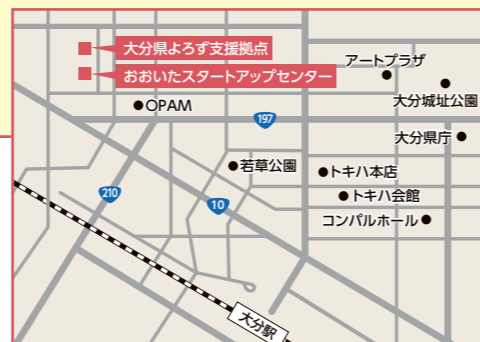 大分県よろず支援拠点
おおいたスタートアップセンター
アートプラザ
大分城址公園
OPAM
197
大分県庁
若草公園
トキハ本店
トキハ会館
コンパルホール
210
10
大分駅